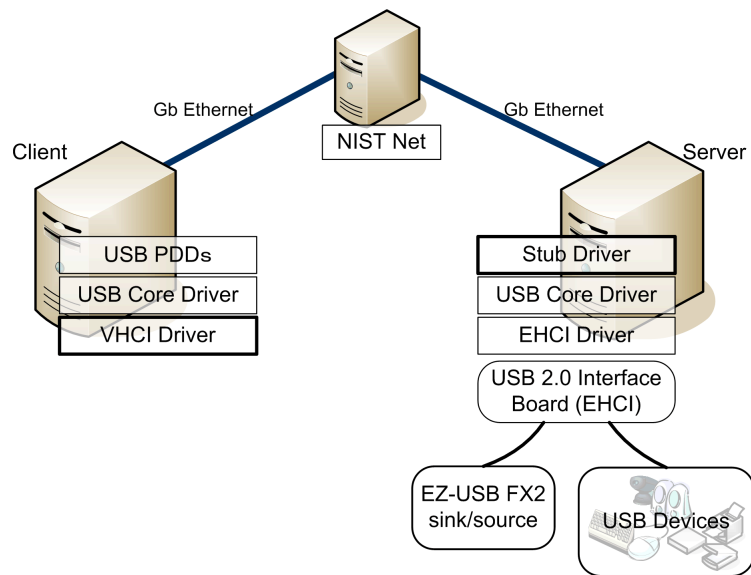 Gb Ethernet
Gb Ethernet
NIST Net
Client
Server
USB PDDs
USB Core Driver
VHCI Driver
Stub Driver
USB Core Driver
EHCI Driver
USB 2.0 Interface
Board (EHCI)
EZ-USB FX2
sink/source
USB Devices